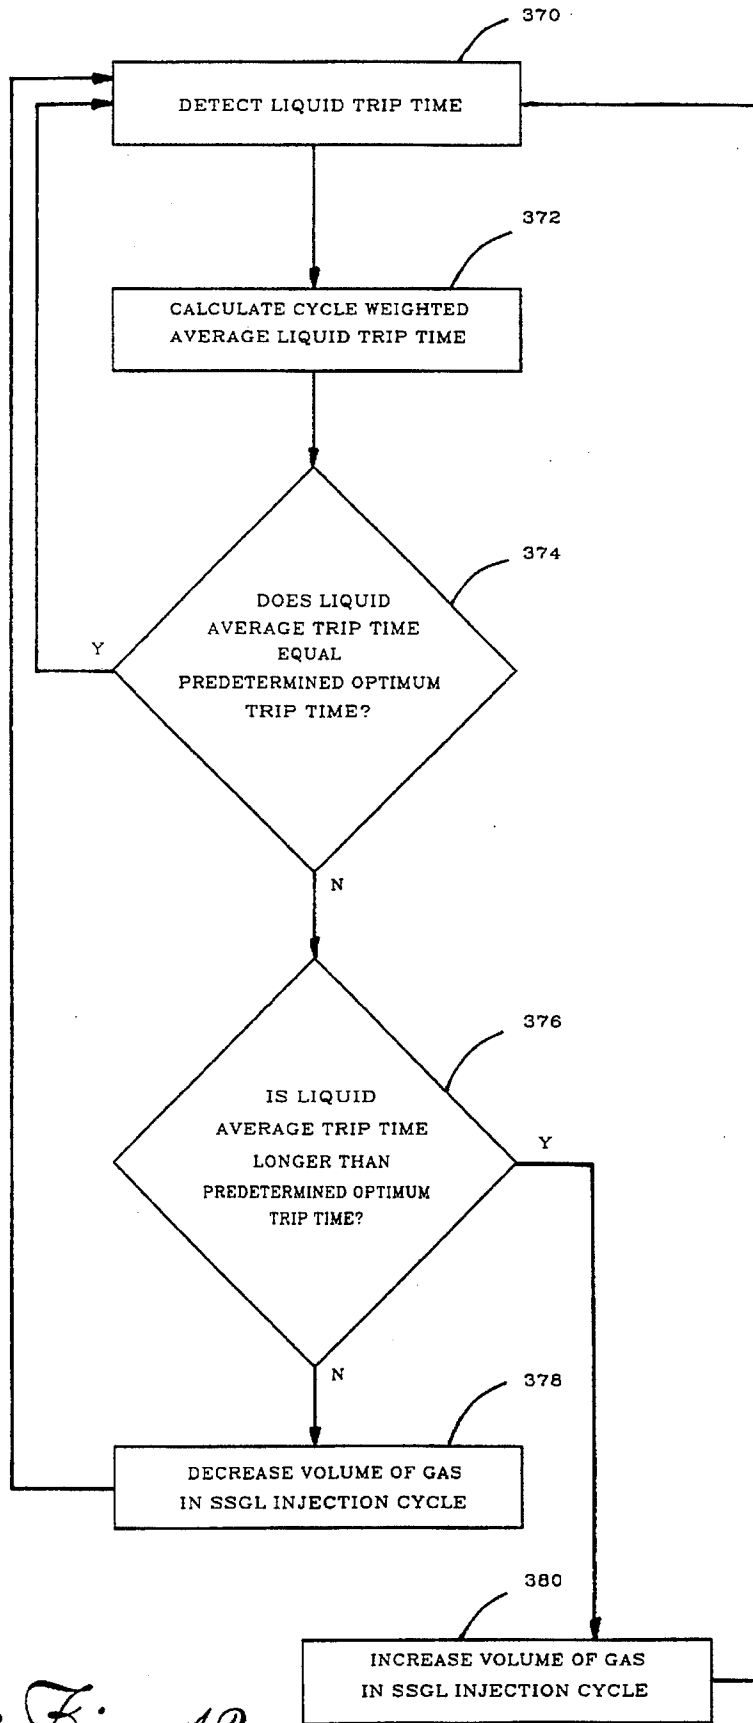 370
DETECT LIQUID TRIP TIME
372
CALCULATE CYCLE WEIGHTED
AVERAGE LIQUID TRIP TIME
374
DOES LIQUID
AVERAGE TRIP TIME
EQUAL
PREDETERMINED OPTIMUM
TRIP TIME?
Y
N
376
IS LIQUID
AVERAGE TRIP TIME
LONGER THAN
PREDETERMINED OPTIMUM
TRIP TIME?
Y
N
378
DECREASE VOLUME OF GAS
IN SSGL INJECTION CYCLE
380
INCREASE VOLUME OF GAS
IN SSGL INJECTION CYCLE